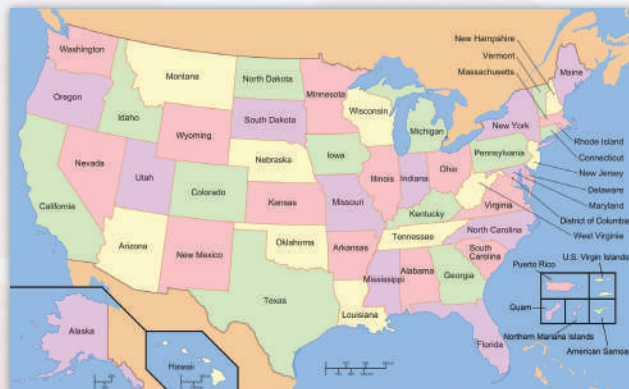 New Hampshire
Vermont
Massachusetts
Washington
Montana
North Dakota
Minnesota
Maine
Oregon
Idaho
South Dakota
Wisconsin
Michigan
New York
Wyoming
Rhode Island
Connecticut
Nebraska
Iowa
Pennsylvania
New Jersey
Nevada
Utah
Colorado
Illinois
Indiana
Ohio
Delaware
Maryland
California
Kansas
Missouri
Kentucky
Virginia
District of Columbia
West Virginia
Arizona
New Mexico
Oklahoma
Arkansas
Tennessee
North Carolina
South
Carolina
Mississippi
Alabama
Georgia
Texas
Louisiana
Florida
Puerto Rico
U.S. Virgin Islands
Guam
Northern Mariana Islands
American Samoa
Alaska
Hawaii